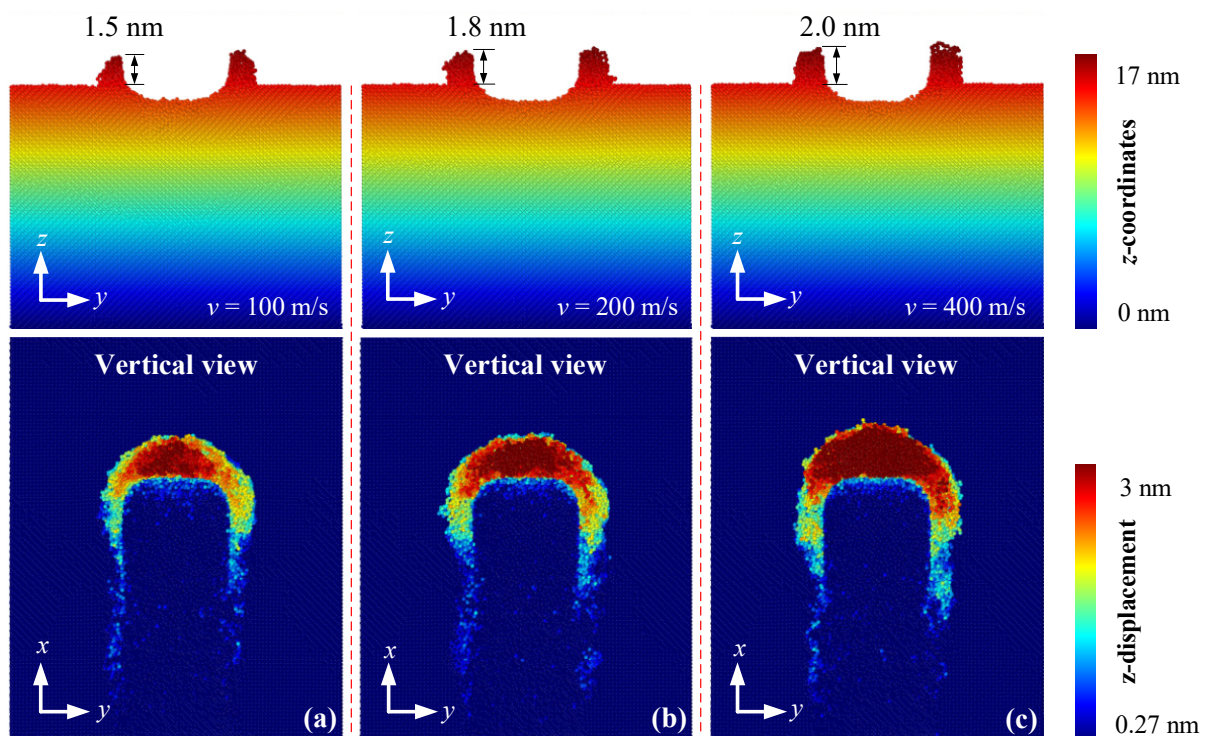 1.5 nm
1.8 nm
2.0 nm
17 nm
z-coordinates
0 nm
z
y
v = 100 m/s
z
y
v = 200 m/s
z
y
v = 400 m/s
Vertical view
Vertical view
Vertical view
3 nm
z-displacement
0.27 nm
x
y
(a)
x
y
(b)
x
y
(c)